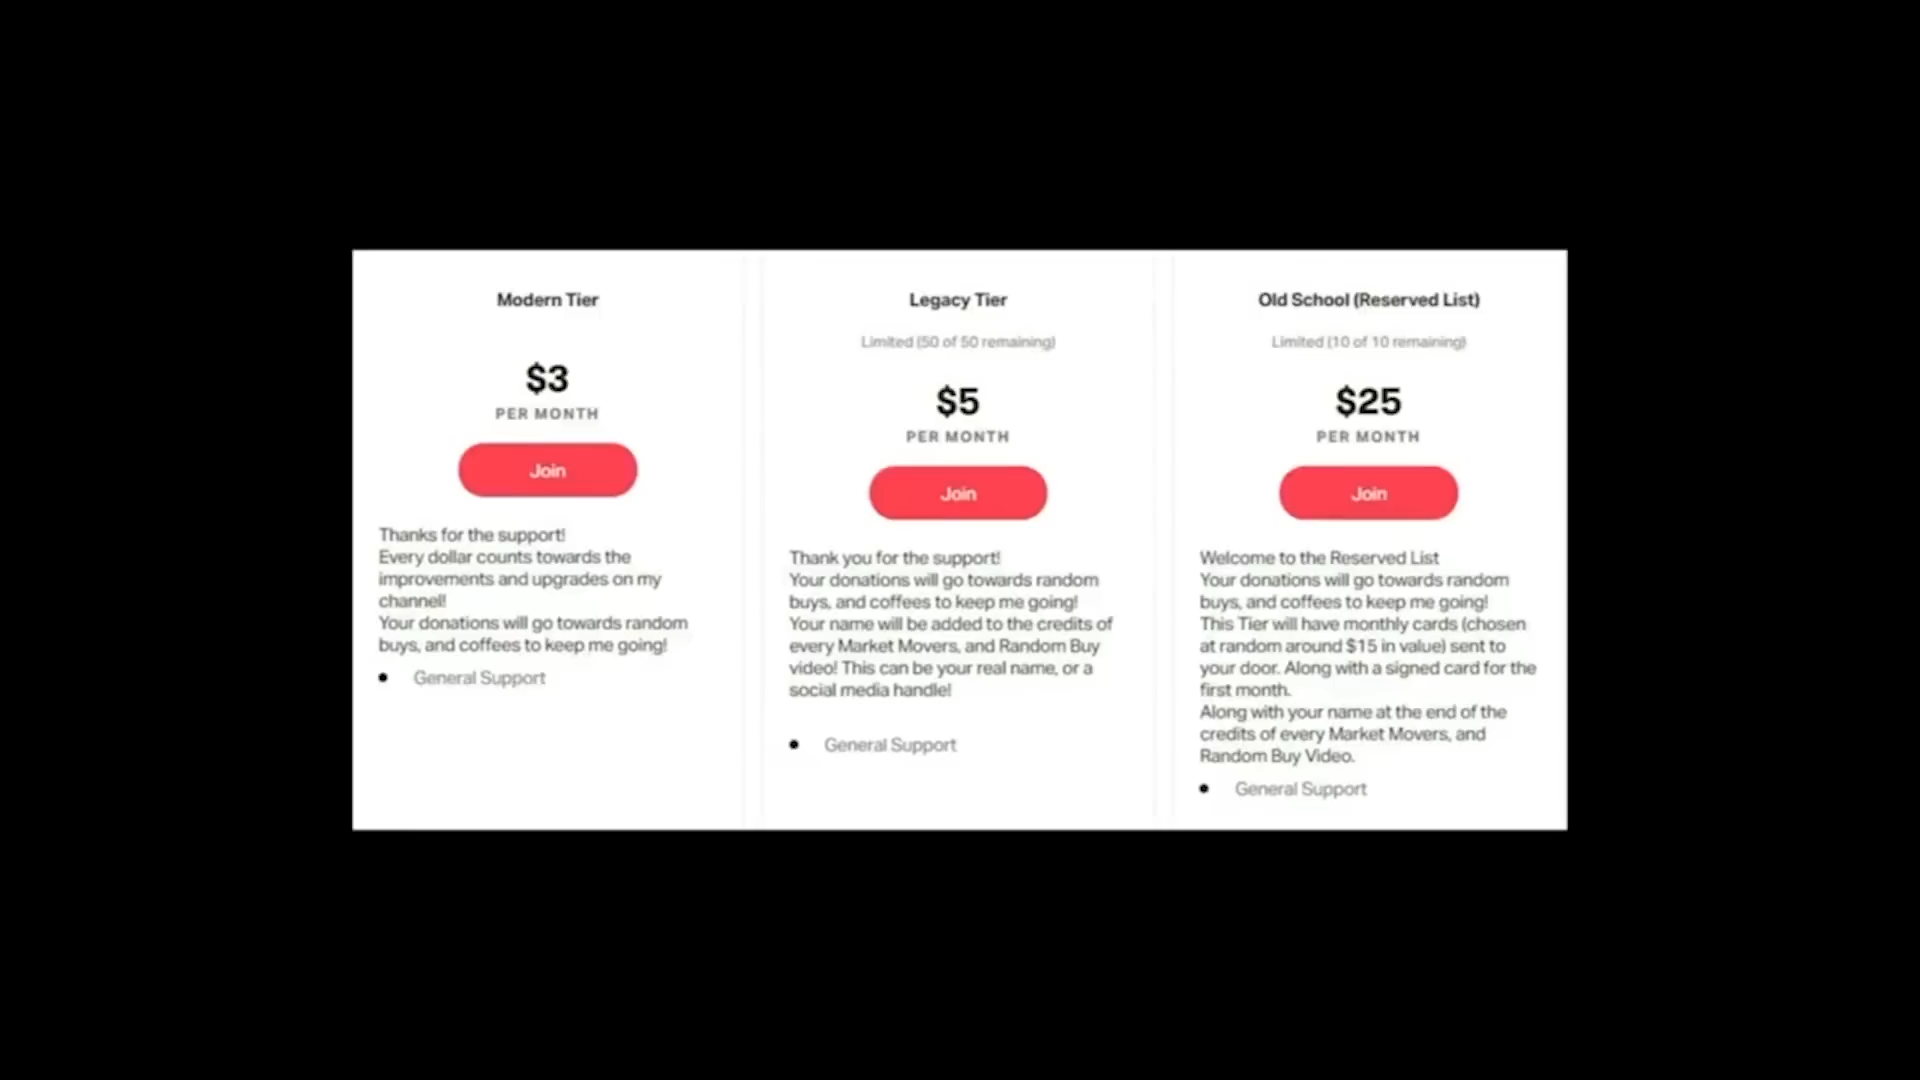 Modern Tier
$3
PER MONTH
Join
Thanks for the support!
Every dollar counts towards the
improvements and upgrades on my
channel!
Your donations will go towards random
buys, and coffees to keep me going!
General Support
Legacy Tier
Limited (50 of 50 remaining)
$5
PER MONTH
Join
Thank you for the support!
Your donations will go towards random
buys, and coffees to keep me going!
Your name will be added to the credits of
every Market Movers, and Random Buy
video! This can be your real name, or a
social media handle!
General Support
Old School (Reserved List)
Limited (10 of 10 remaining)
$25
PER MONTH
Join
Welcome to the Reserved List
Your donations will go towards random
buys, and coffees to keep me going!
This Tier will have monthly cards (chosen
at random around $15 in value) sent to
your door. Along with a signed card for the
first month.
Along with your name at the end of the
credits of every Market Movers, and
Random Buy Video.
General Support